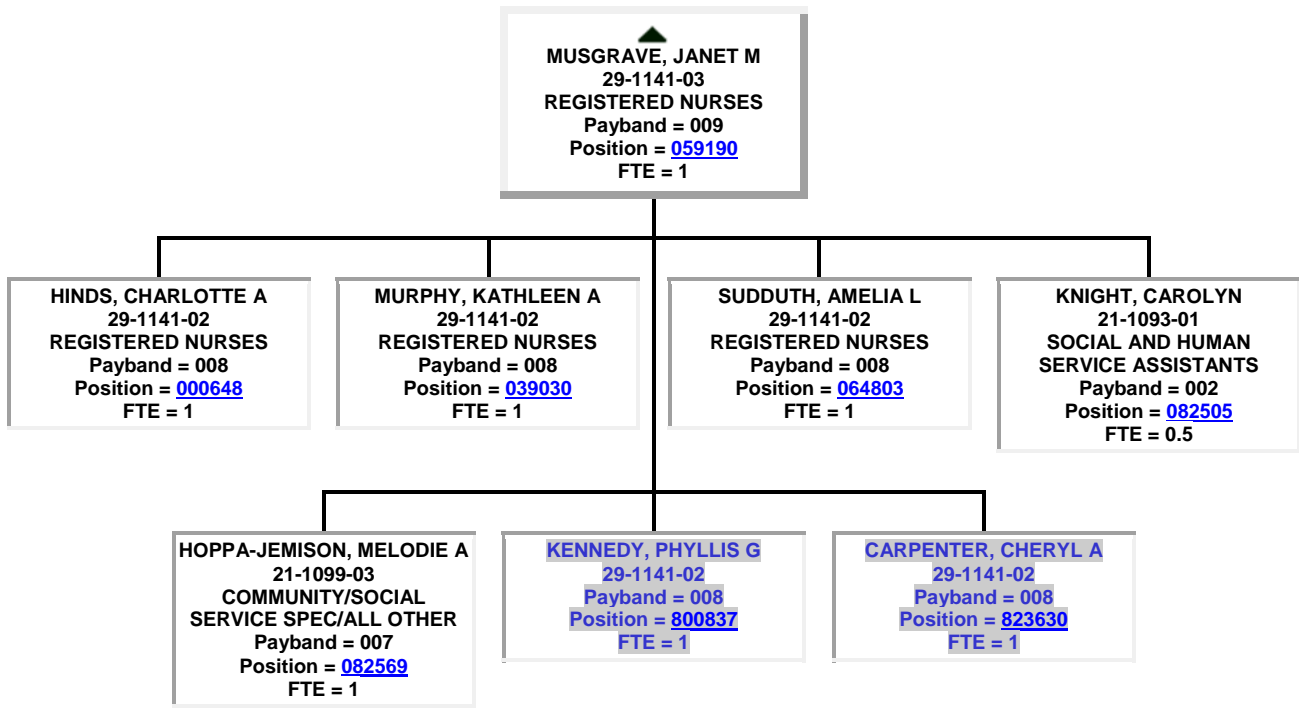 MUSGRAVE, JANET M
29-1141-03
REGISTERED NURSES
Payband = 009
Position = 059190
FTE = 1
HINDS, CHARLOTTE A
29-1141-02
REGISTERED NURSES
Payband = 008
Position = 000648
FTE = 1
MURPHY, KATHLEEN A
29-1141-02
REGISTERED NURSES
Payband = 008
Position = 039030
FTE = 1
SUDDUTH, AMELIA L
29-1141-02
REGISTERED NURSES
Payband = 008
Position = 064803
FTE = 1
KNIGHT, CAROLYN
21-1093-01
SOCIAL AND HUMAN
SERVICE ASSISTANTS
Payband = 002
Position = 082505
FTE = 0.5
HOPPA-JEMISON, MELODIE A
21-1099-03
COMMUNITY/SOCIAL
SERVICE SPEC/ALL OTHER
Payband = 007
Position = 082569
FTE = 1
KENNEDY, PHYLLIS G
29-1141-02
Payband = 008
Position = 800837
FTE = 1
CARPENTER, CHERYL A
29-1141-02
Payband = 008
Position = 823630
FTE = 1